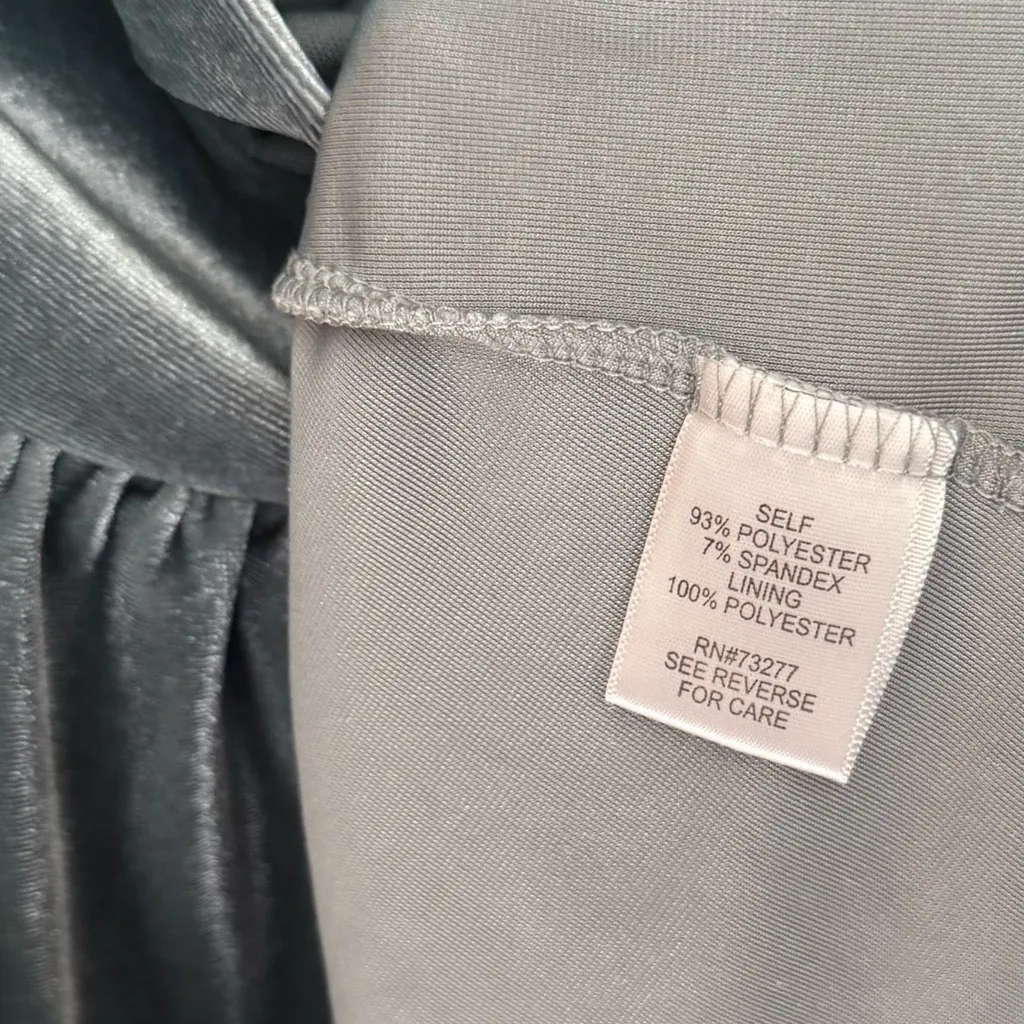 SELF
93% POLYESTER
7% SPANDEX
LINING
100% POLYESTER
RN#73277
SEE REVERSE
FOR CARE